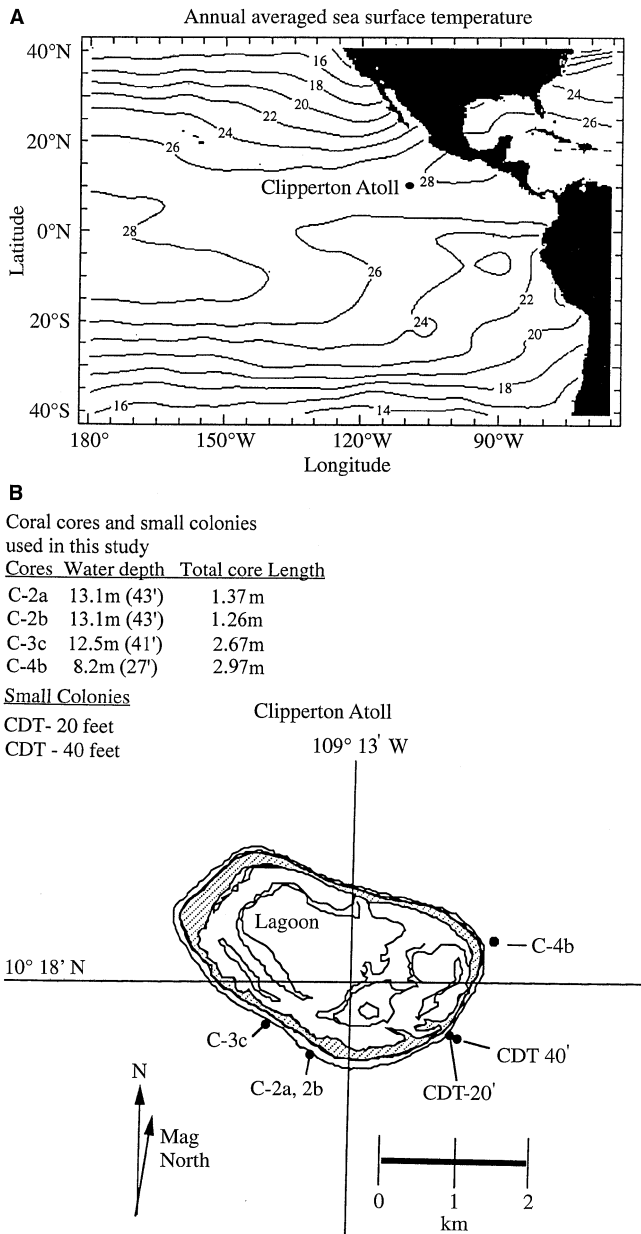 A
Annual averaged sea surface temperature
40°N
20°N
0°N
20°S
40°S
Latitude
16
18
20
22
24
26
24
26
28
Clipperton Atoll
28
26
24
22
20
18
16
14
180°
150°W
120°W
90°W
Longitude
B
Coral cores and small colonies
used in this study
Cores Water depth Total core Length
C-2a 13.1m (43') 1.37m
C-2b 13.1m (43') 1.26m
C-3c 12.5m (41') 2.67m
C-4b 8.2m (27') 2.97m
Small Colonies
CDT- 20 feet
CDT - 40 feet
Clipperton Atoll
109° 13' W
Lagoon
C-4b
10° 18' N
C-3c
CDT 40'
C-2a, 2b
CDT-20'
N
Mag
North
0 1 2
km